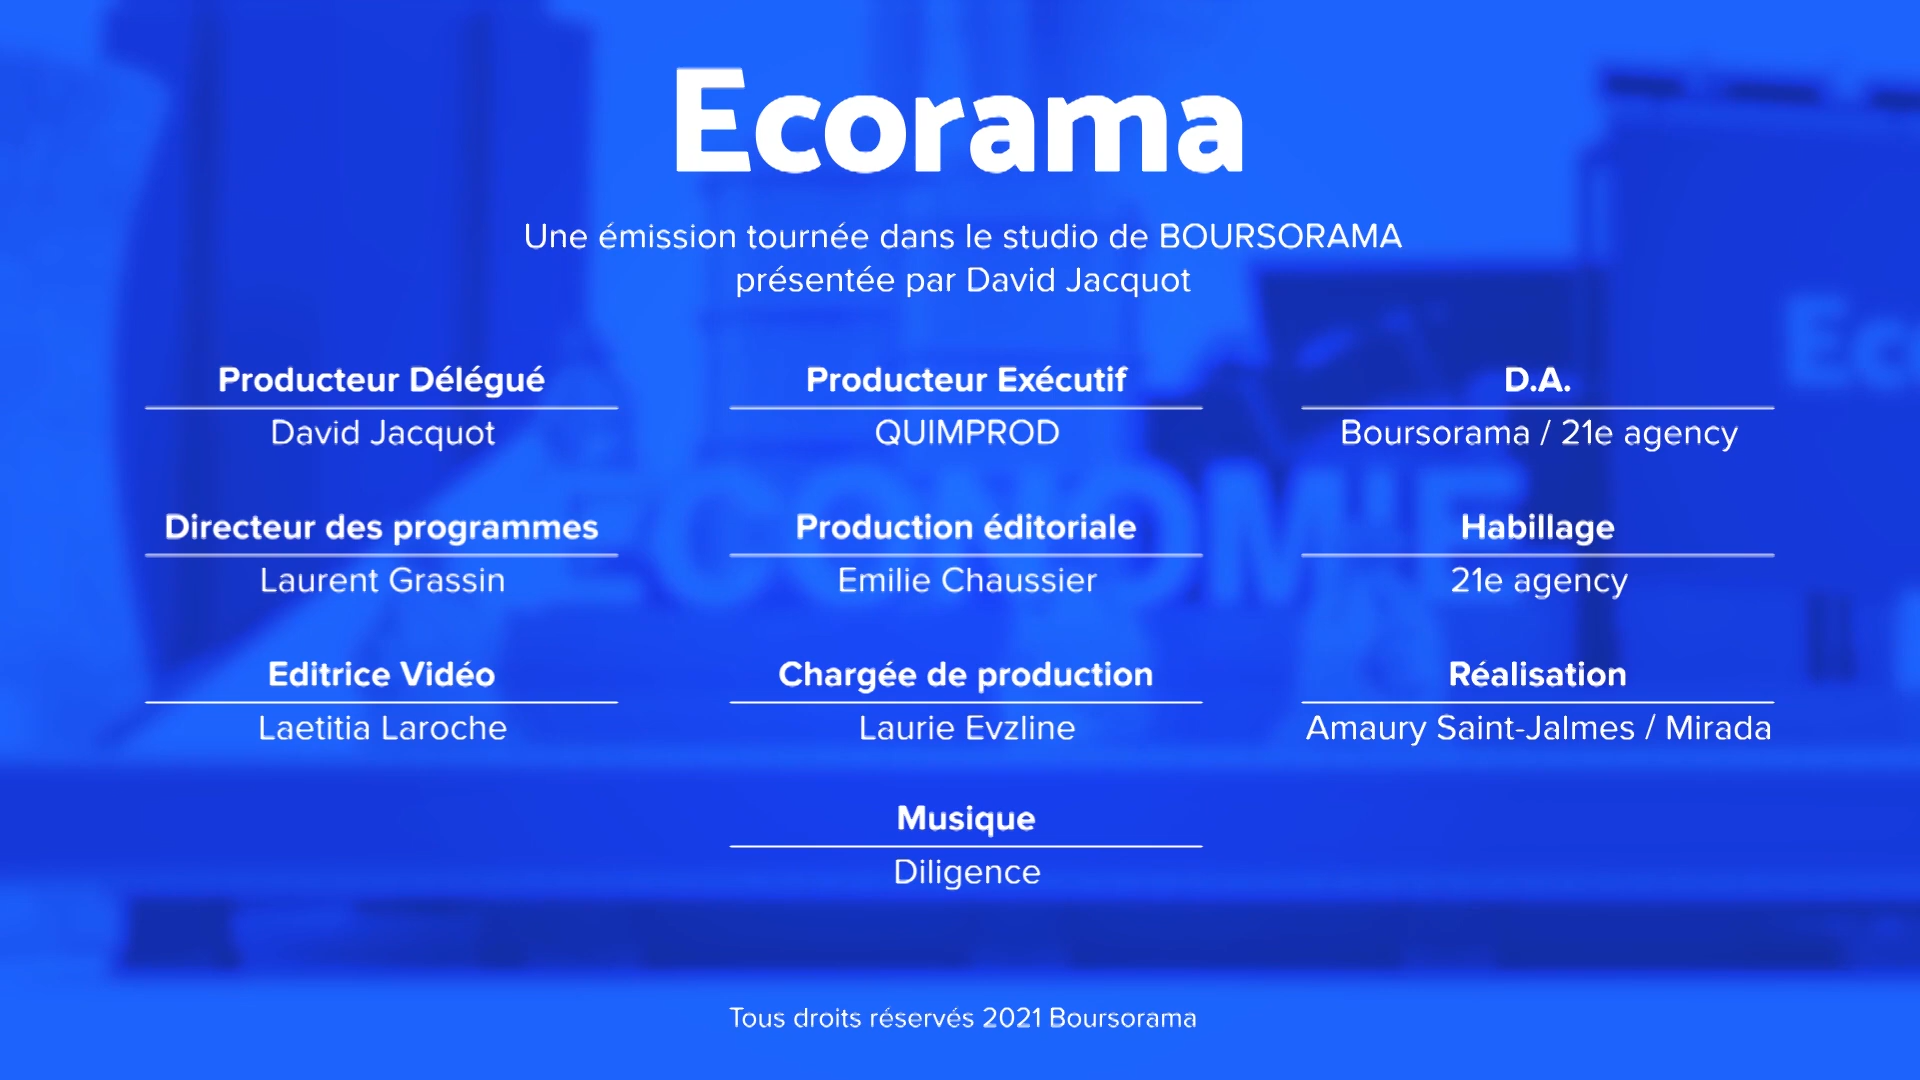 Ecorama
Une émission tournée dans le studio de BOURSORAMA
présentée par David Jacquot
Producteur Délégué
David Jacquot
Producteur Exécutif
QUIMPROD
D.A.
Boursorama / 21e agency
Directeur des programmes
Laurent Grassin
Production éditoriale
Emilie Chaussier
Habillage
21e agency
Editrice Vidéo
Laetitia Laroche
Chargée de production
Laurie Evzline
Réalisation
Amaury Saint-Jalmes / Mirada
Musique
Diligence
Tous droits réservés 2021 Boursorama
ECONOMIE
Eco